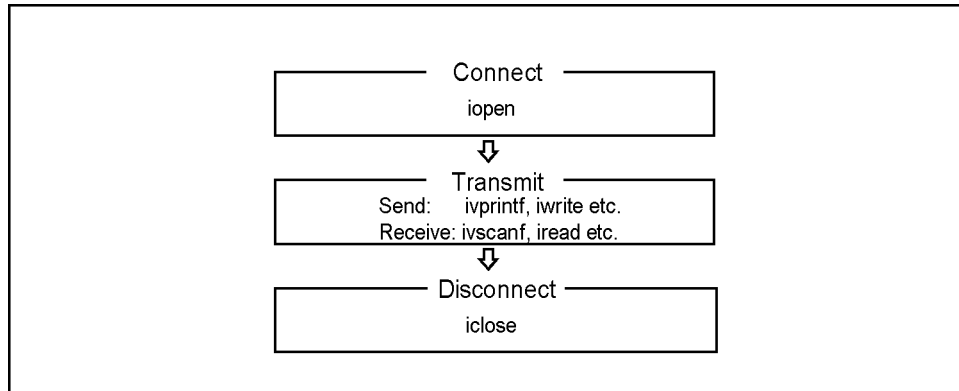 Connect
iopen
Transmit
Send: ivprintf, iwrite etc.
Receive: ivscanf, iread etc.
Disconnect
iclose